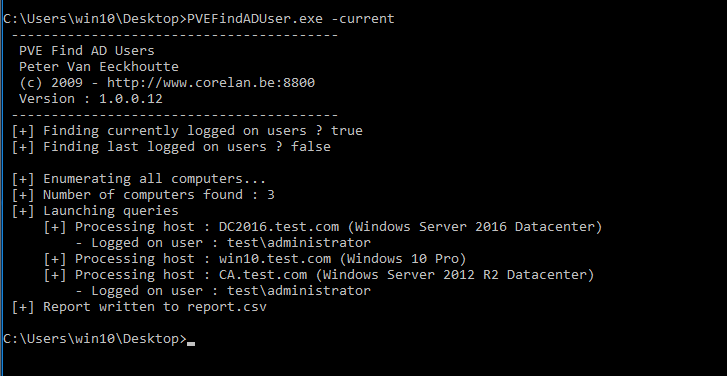 C:\Users\win10\Desktop>PVEFindADUser.exe -current
-----------------------------------------
PVE Find AD Users
Peter Van Eeckhoutte
(c) 2009 - http://www.corelan.be:8800
Version : 1.0.0.12
-----------------------------------------
[+] Finding currently logged on users ? true
[+] Finding last logged on users ? false
[+] Enumerating all computers...
[+] Number of computers found : 3
[+] Launching queries
[+] Processing host : DC2016.test.com (Windows Server 2016 Datacenter)
- Logged on user : test\administrator
[+] Processing host : win10.test.com (Windows 10 Pro)
[+] Processing host : CA.test.com (Windows Server 2012 R2 Datacenter)
- Logged on user : test\administrator
[+] Report written to report.csv
C:\Users\win10\Desktop>_